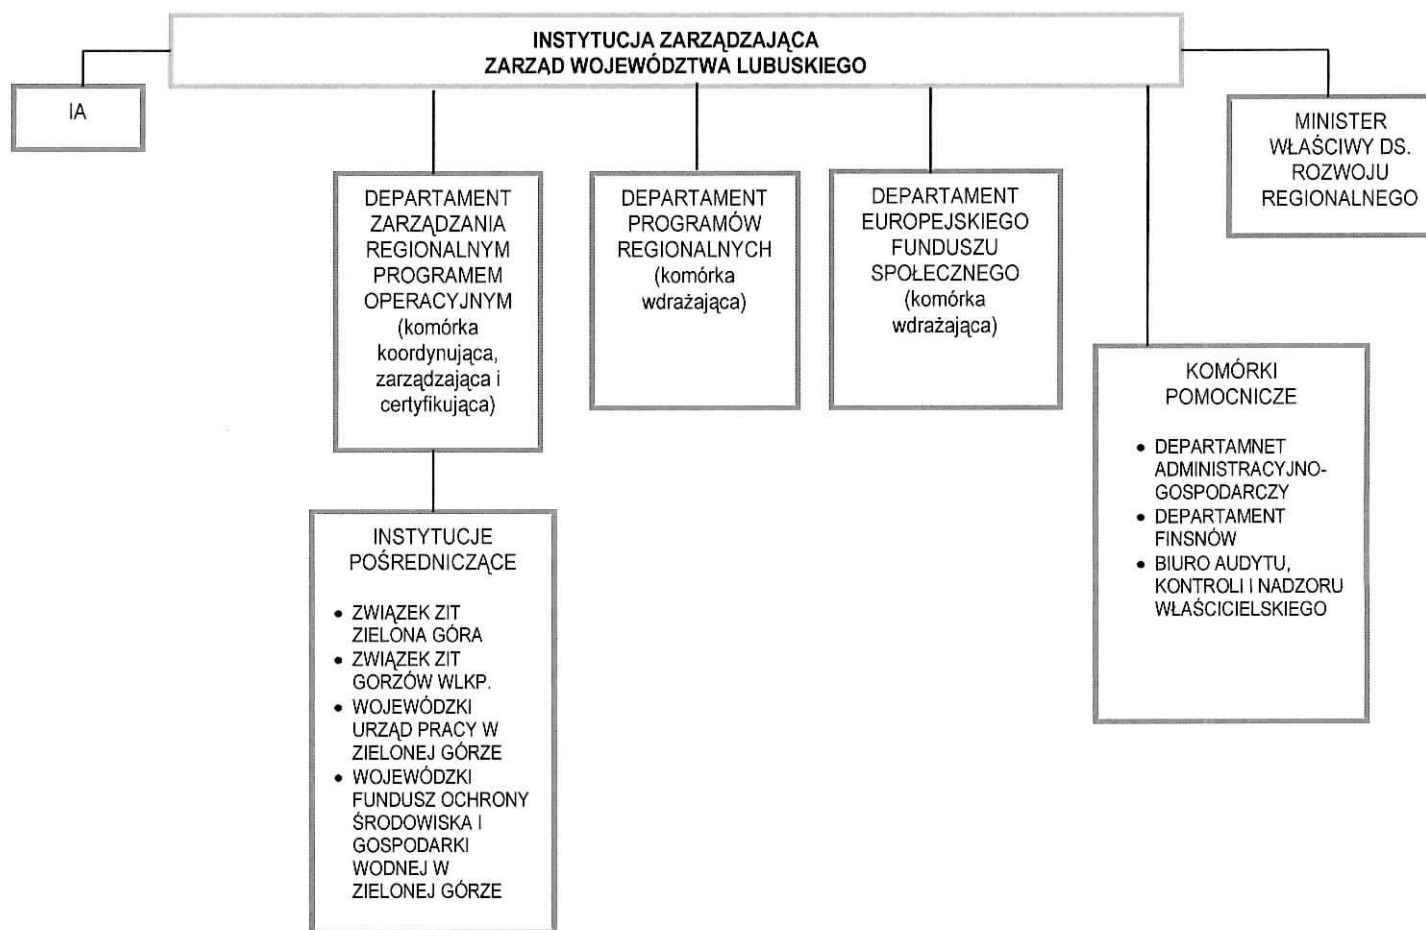 INSTYTUCJA ZARZĄDZAJĄCA
ZARZĄD WOJEWÓDZTWA LUBUSKIEGO
IA
MINISTER
WŁAŚCIWY DS.
ROZWOJU
REGIONALNEGO
DEPARTAMENT
ZARZĄDZANIA
REGIONALNYM
PROGRAMEM
OPERACYJNYM
(komórka
koordynująca,
zarządzająca i
certyfikująca)
DEPARTAMENT
PROGRAMÓW
REGIONALNYCH
(komórka
wdrażająca)
DEPARTAMENT
EUROPEJSKIEGO
FUNDUSZU
SPOŁECZNEGO
(komórka
wdrażająca)
KOMÓRKI
POMOCNICZE
• DEPARTAMNET
ADMINISTRACYJNO-
GOSPODARCZY
• DEPARTAMENT
FINSNÓW
• BIURO AUDYTU,
KONTROLI I NADZORU
WŁAŚCICIELSKIEGO
INSTYTUCJE
POŚREDNICZĄCE
• ZWIĄZEK ZIT
ZIELONA GÓRA
• ZWIĄZEK ZIT
GORZÓW WLKP.
• WOJEWÓDZKI
URZĄD PRACY W
ZIELONEJ GÓRZE
• WOJEWÓDZKI
FUNDUSZ OCHRONY
ŚRODOWISKA I
GOSPODARKI
WODNEJ W
ZIELONEJ GÓRZE